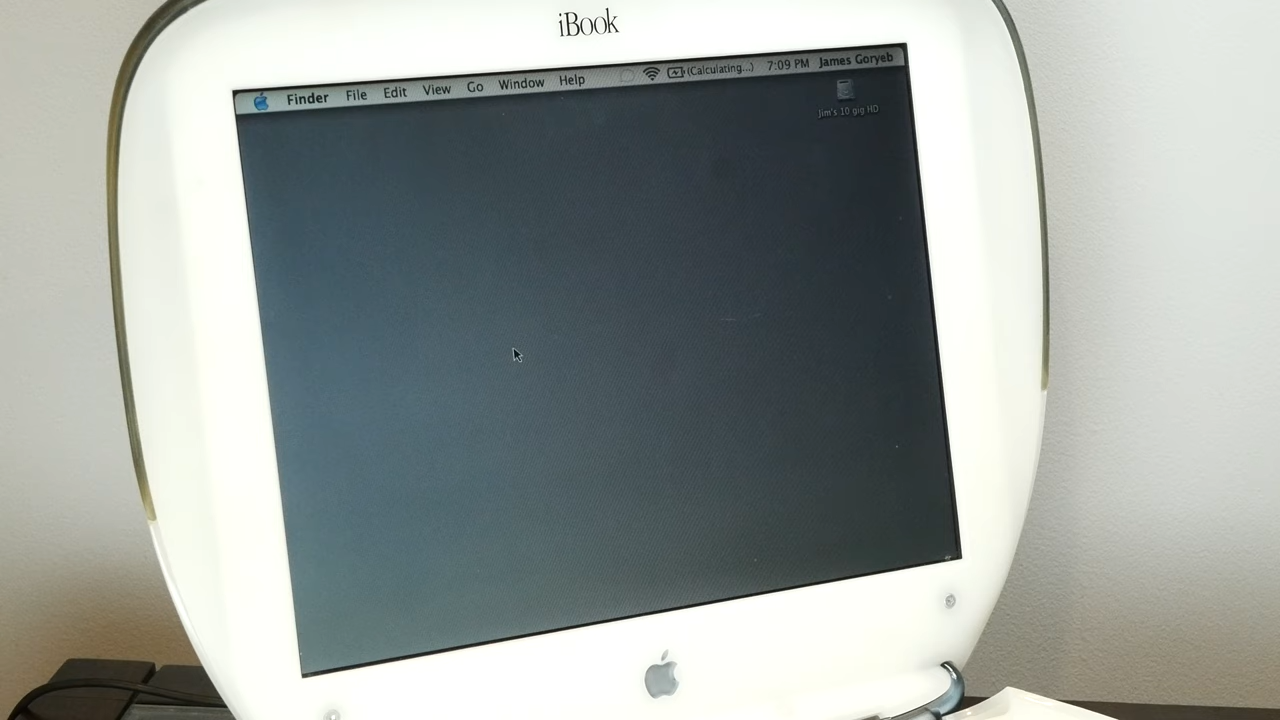 iBook
Finder File Edit View Go Window Help (Calculating...) 7:09 PM James Goryeb
Jim's 10 gig HD